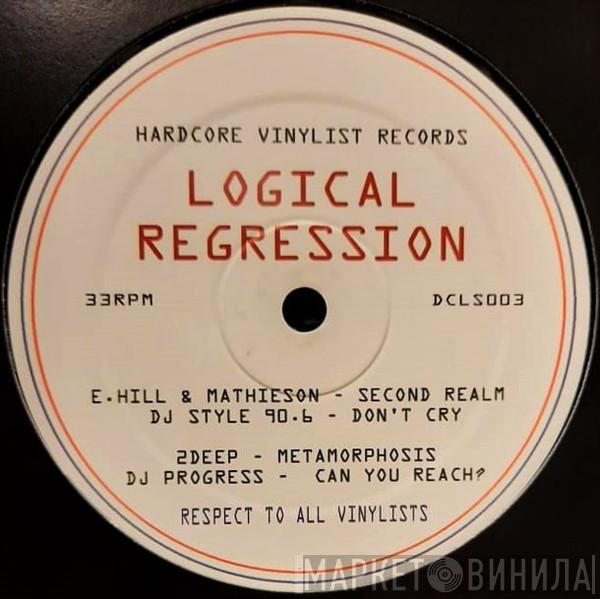 HARDCORE VINYLIST RECORDS
LOGICAL
REGRESSION
33RPM DCLS003
E.HILL & MATHIESON - SECOND REALM
DJ STYLE 90.6 - DON'T CRY
2DEEP - METAMORPHOSIS
DJ PROGRESS - CAN YOU REACH?
RESPECT TO ALL VINYLISTS
МАРКЕТ ВИНИЛА